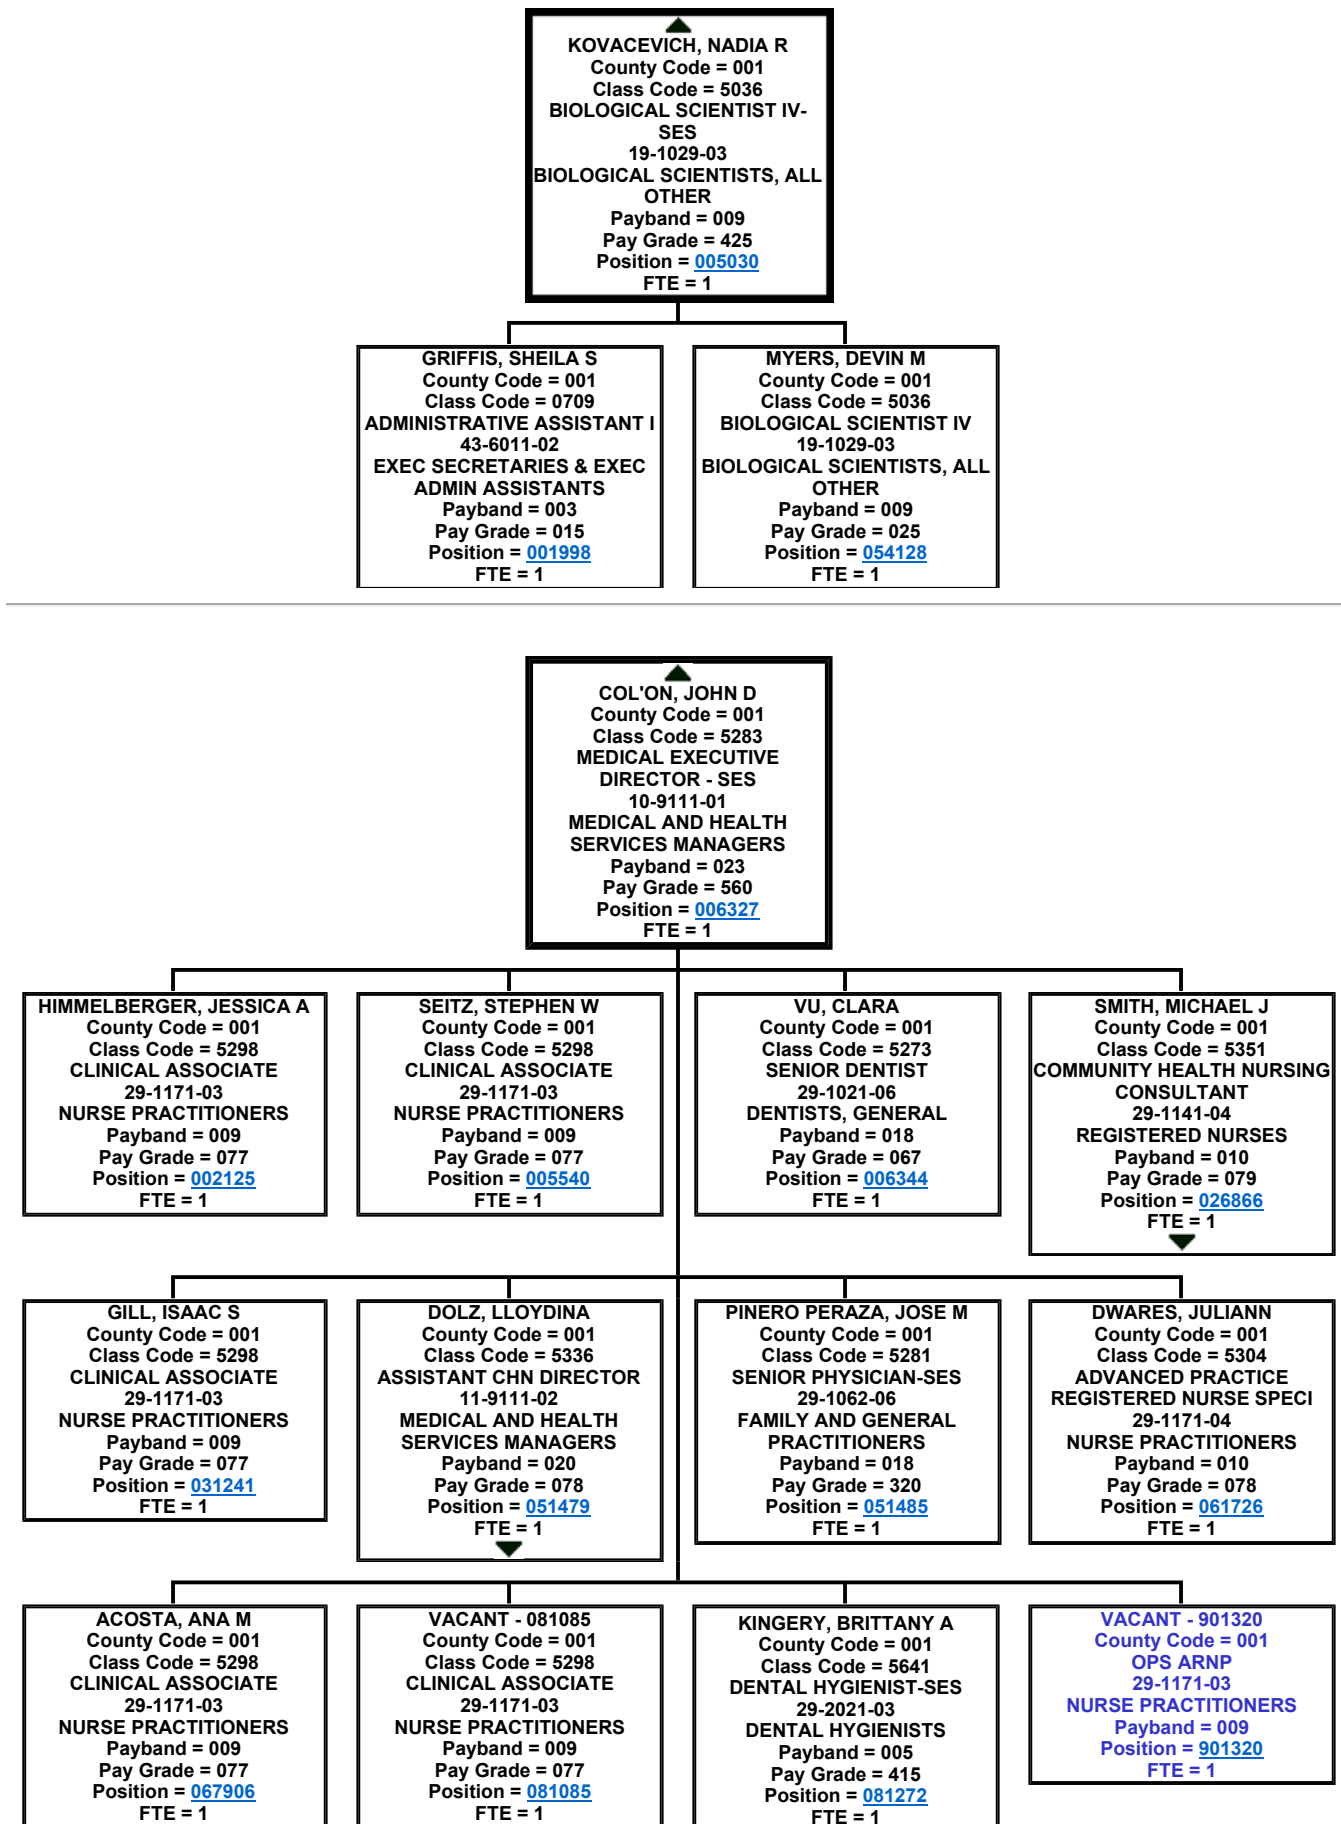 KOVACEVICH, NADIA R
County Code = 001
Class Code = 5036
BIOLOGICAL SCIENTIST IV-
SES
19-1029-03
BIOLOGICAL SCIENTISTS, ALL
OTHER
Payband = 009
Pay Grade = 425
Position = 005030
FTE = 1
GRIFFIS, SHEILA S
County Code = 001
Class Code = 0709
ADMINISTRATIVE ASSISTANT I
43-6011-02
EXEC SECRETARIES & EXEC
ADMIN ASSISTANTS
Payband = 003
Pay Grade = 015
Position = 001998
FTE = 1
MYERS, DEVIN M
County Code = 001
Class Code = 5036
BIOLOGICAL SCIENTIST IV
19-1029-03
BIOLOGICAL SCIENTISTS, ALL
OTHER
Payband = 009
Pay Grade = 025
Position = 054128
FTE = 1
COL'ON, JOHN D
County Code = 001
Class Code = 5283
MEDICAL EXECUTIVE
DIRECTOR - SES
10-9111-01
MEDICAL AND HEALTH
SERVICES MANAGERS
Payband = 023
Pay Grade = 560
Position = 006327
FTE = 1
HIMMELBERGER, JESSICA A
County Code = 001
Class Code = 5298
CLINICAL ASSOCIATE
29-1171-03
NURSE PRACTITIONERS
Payband = 009
Pay Grade = 077
Position = 002125
FTE = 1
SEITZ, STEPHEN W
County Code = 001
Class Code = 5298
CLINICAL ASSOCIATE
29-1171-03
NURSE PRACTITIONERS
Payband = 009
Pay Grade = 077
Position = 005540
FTE = 1
VU, CLARA
County Code = 001
Class Code = 5273
SENIOR DENTIST
29-1021-06
DENTISTS, GENERAL
Payband = 018
Pay Grade = 067
Position = 006344
FTE = 1
SMITH, MICHAEL J
County Code = 001
Class Code = 5351
COMMUNITY HEALTH NURSING
CONSULTANT
29-1141-04
REGISTERED NURSES
Payband = 010
Pay Grade = 079
Position = 026866
FTE = 1
GILL, ISAAC S
County Code = 001
Class Code = 5298
CLINICAL ASSOCIATE
29-1171-03
NURSE PRACTITIONERS
Payband = 009
Pay Grade = 077
Position = 031241
FTE = 1
DOLZ, LLOYDINA
County Code = 001
Class Code = 5336
ASSISTANT CHN DIRECTOR
11-9111-02
MEDICAL AND HEALTH
SERVICES MANAGERS
Payband = 020
Pay Grade = 078
Position = 051479
FTE = 1
PINERO PERAZA, JOSE M
County Code = 001
Class Code = 5281
SENIOR PHYSICIAN-SES
29-1062-06
FAMILY AND GENERAL
PRACTITIONERS
Payband = 018
Pay Grade = 320
Position = 051485
FTE = 1
DWARES, JULIANN
County Code = 001
Class Code = 5304
ADVANCED PRACTICE
REGISTERED NURSE SPECI
29-1171-04
NURSE PRACTITIONERS
Payband = 010
Pay Grade = 078
Position = 061726
FTE = 1
ACOSTA, ANA M
County Code = 001
Class Code = 5298
CLINICAL ASSOCIATE
29-1171-03
NURSE PRACTITIONERS
Payband = 009
Pay Grade = 077
Position = 067906
FTE = 1
VACANT - 081085
County Code = 001
Class Code = 5298
CLINICAL ASSOCIATE
29-1171-03
NURSE PRACTITIONERS
Payband = 009
Pay Grade = 077
Position = 081085
FTE = 1
KINGERY, BRITTANY A
County Code = 001
Class Code = 5641
DENTAL HYGIENIST-SES
29-2021-03
DENTAL HYGIENISTS
Payband = 005
Pay Grade = 415
Position = 081272
FTE = 1
VACANT - 901320
County Code = 001
OPS ARNP
29-1171-03
NURSE PRACTITIONERS
Payband = 009
Position = 901320
FTE = 1